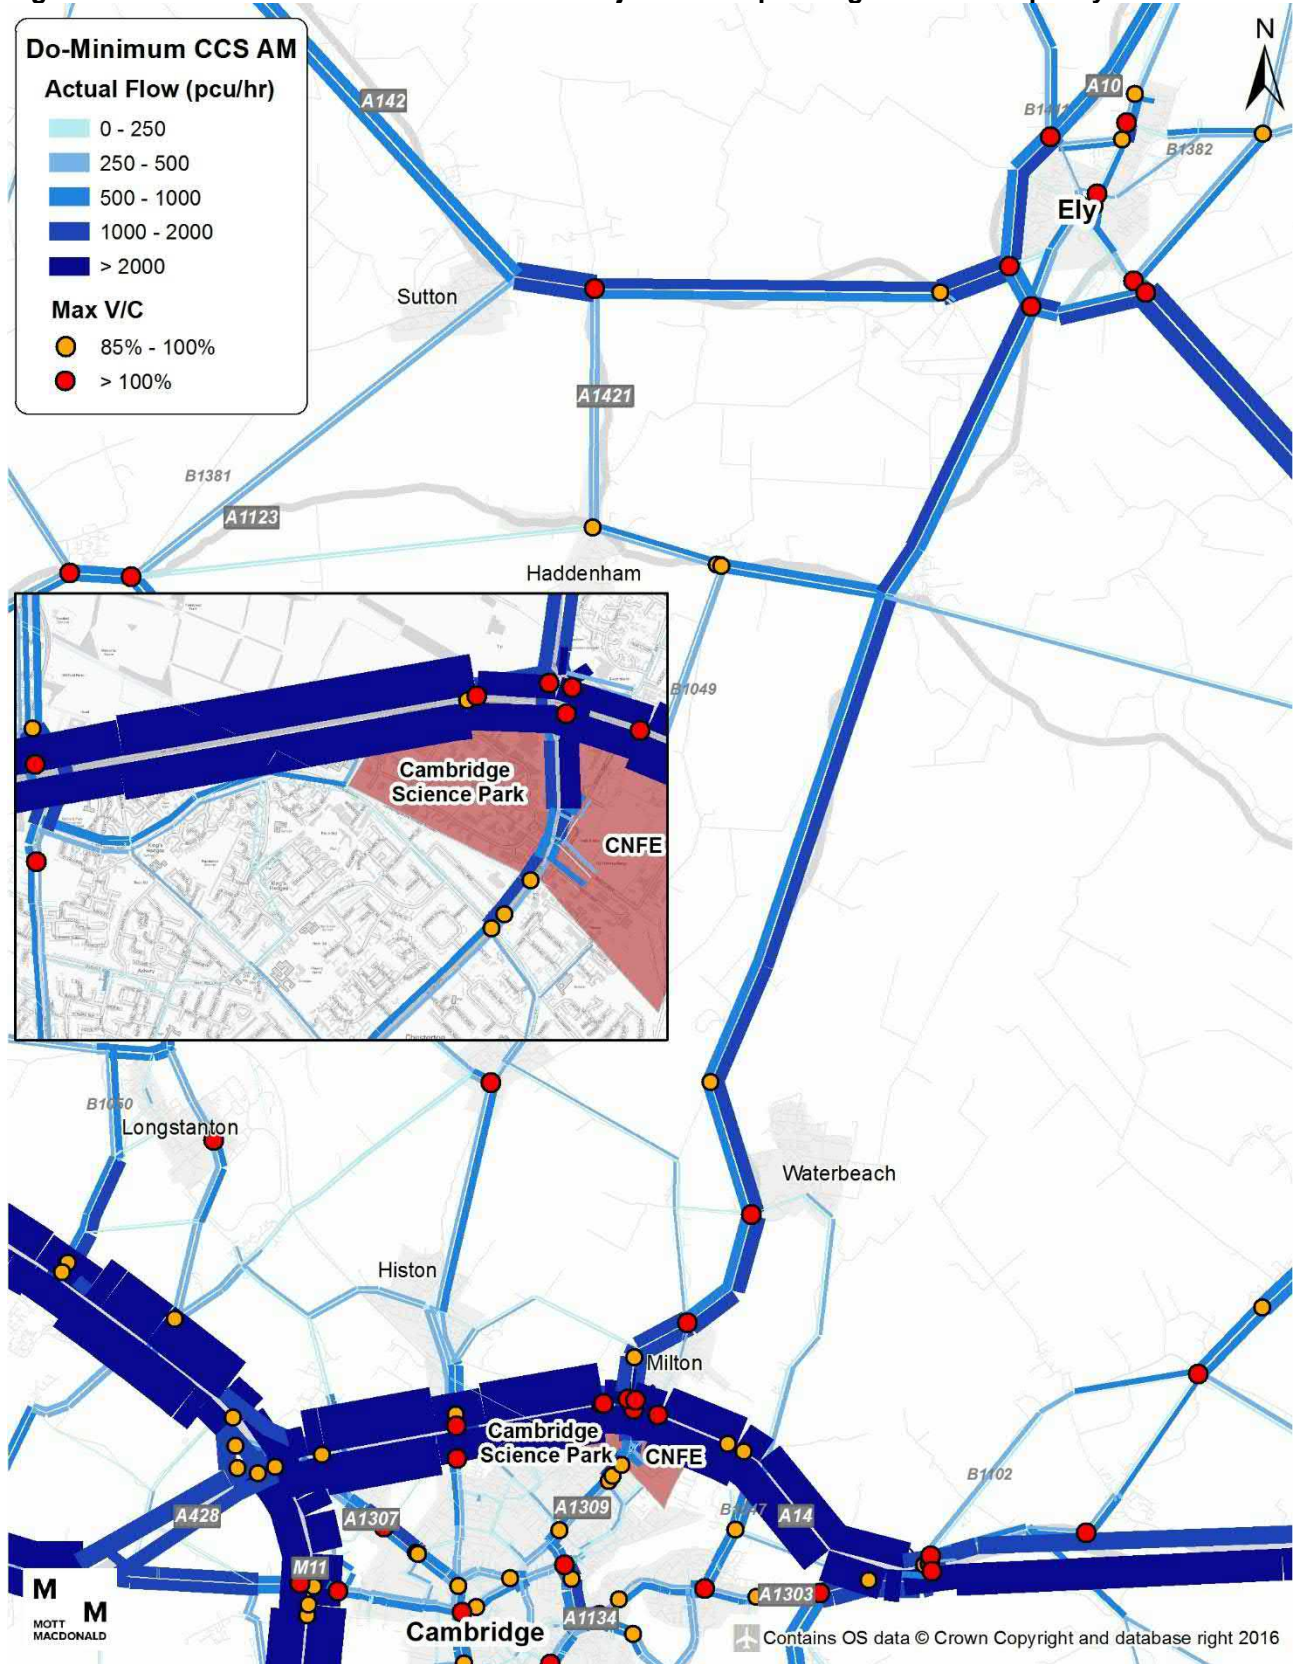 Do-Minimum CCS AM
Actual Flow (pcu/hr)
0 - 250
250 - 500
500 - 1000
1000 - 2000
> 2000
Max V/C
85% - 100%
> 100%
N
A142
A10
B1411
B1382
Ely
Sutton
A1421
B1381
A1123
Haddenham
B1049
Cambridge
Science Park
CNFE
B1050
Longstanton
Waterbeach
Histon
Milton
Cambridge
Science Park
CNFE
B1102
A1309
A428
A1307
B1047
A14
M11
A1303
A1134
Cambridge
M
M
MOTT
MACDONALD
Contains OS data © Crown Copyright and database right 2016